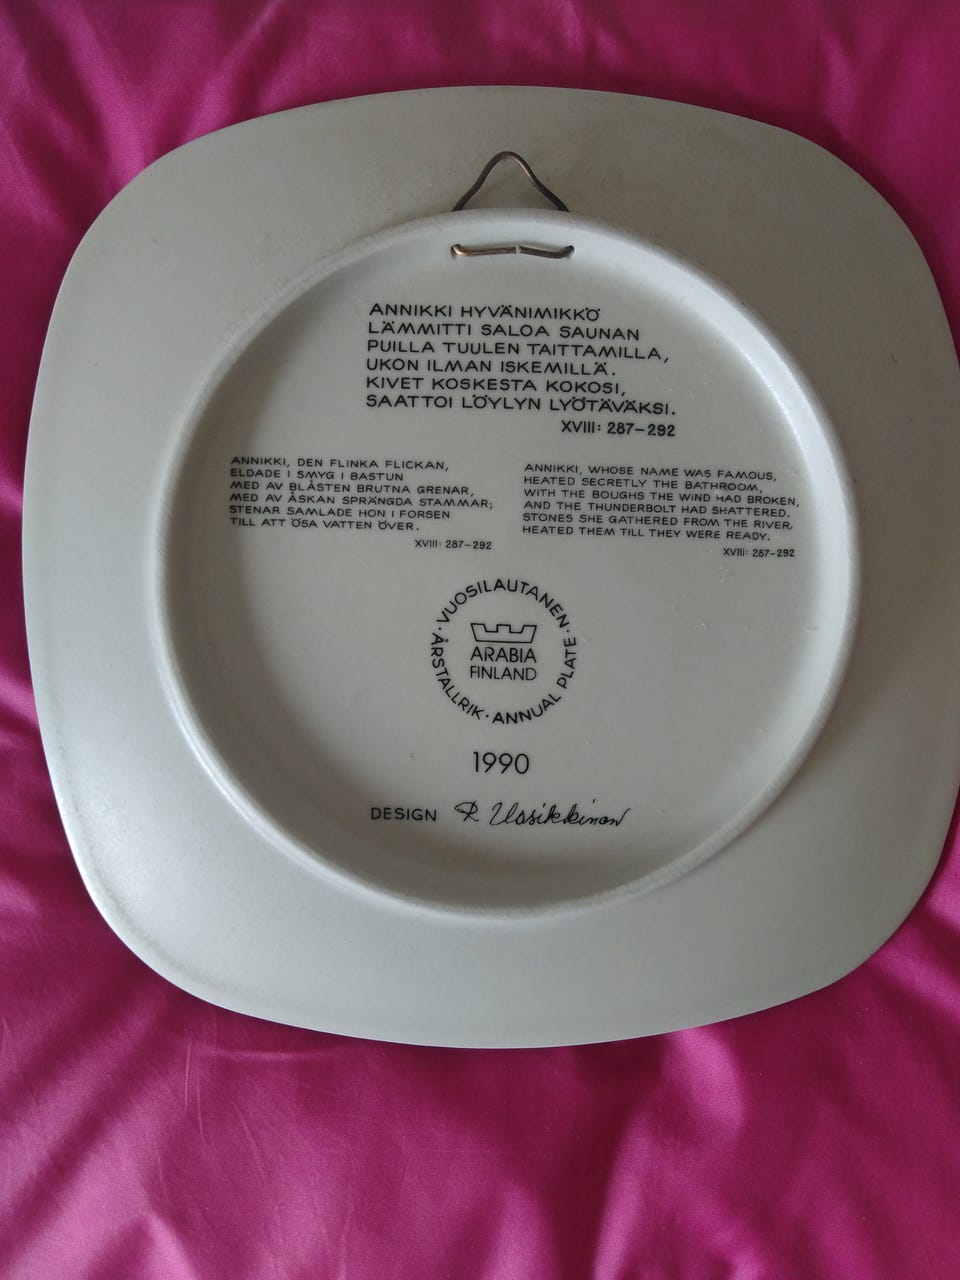 ANNIKKI HYVÄNIMIKKÖ
LÄMMITTI SALOA SAUNAN
PUILLA TUULEN TAITTAMILLA,
UKON ILMAN ISKEMILLÄ.
KIVET KOSKESTA KOKOSI,
SAATTOI LÖYLYN LYÖTÄVÄKSI.
XVIII: 287–292
ANNIKKI, DEN FLINKA FLICKAN,
ELDADE I SMYG I BASTUN
MED AV BLÅSTEN BRUTNA GRENAR,
MED AV ÅSKAN SPRÄNGDA STAMMAR;
STENAR SAMLADE HON I FORSEN
TILL ATT ÖSA VATTEN ÖVER.
XVIII: 287-292
ANNIKKI, WHOSE NAME WAS FAMOUS,
HEATED SECRETLY THE BATHROOM,
WITH THE BOUGHS THE WIND HAD BROKEN,
AND THE THUNDERBOLT HAD SHATTERED.
STONES SHE GATHERED FROM THE RIVER,
HEATED THEM TILL THEY WERE READY.
XVIII: 287-292
· VUOSILAUTANEN · ANNUAL PLATE · ÅRSTALLRIK
ARABIA
FINLAND
1990
DESIGN R. Uosikkinen